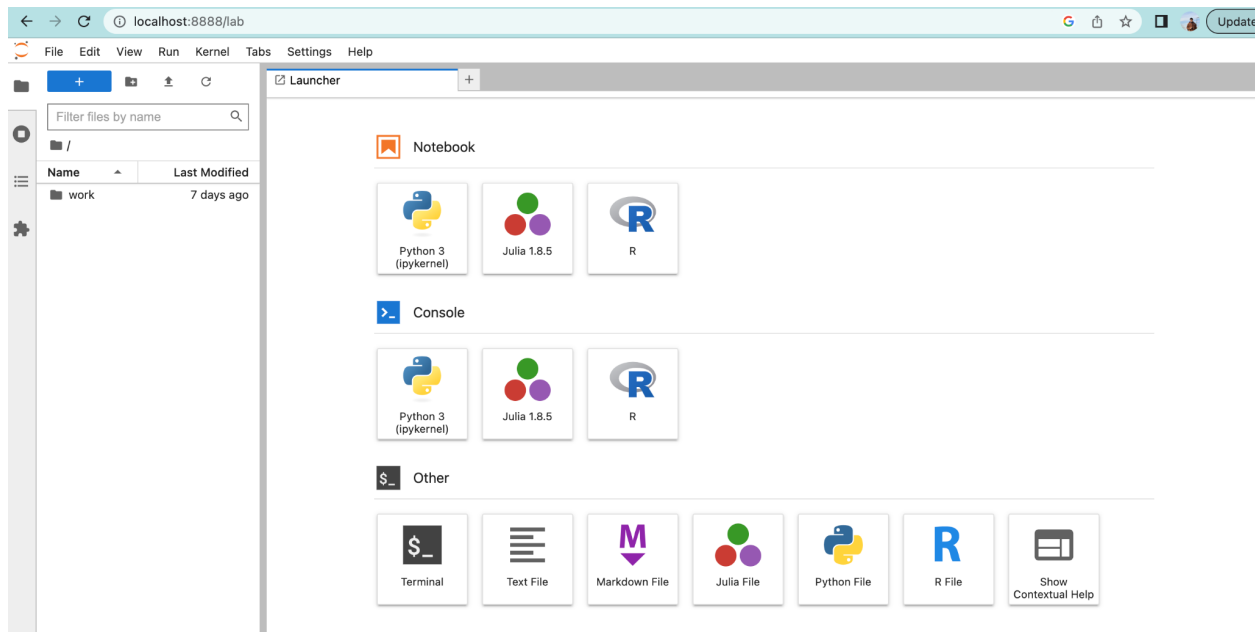 localhost:8888/lab
Update
File Edit View Run Kernel Tabs Settings Help
+
Launcher
+
Filter files by name
/
Name Last Modified
work 7 days ago
Notebook
Python 3
(ipykernel)
Julia 1.8.5
R
Console
Python 3
(ipykernel)
Julia 1.8.5
R
$_ Other
Terminal
Text File
Markdown File
Julia File
Python File
R File
Show
Contextual Help